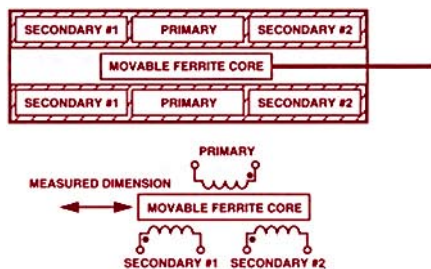 SECONDARY #1 PRIMARY SECONDARY #2
MOVABLE FERRITE CORE
SECONDARY #1 PRIMARY SECONDARY #2
PRIMARY
MEASURED DIMENSION
MOVABLE FERRITE CORE
SECONDARY #1 SECONDARY #2